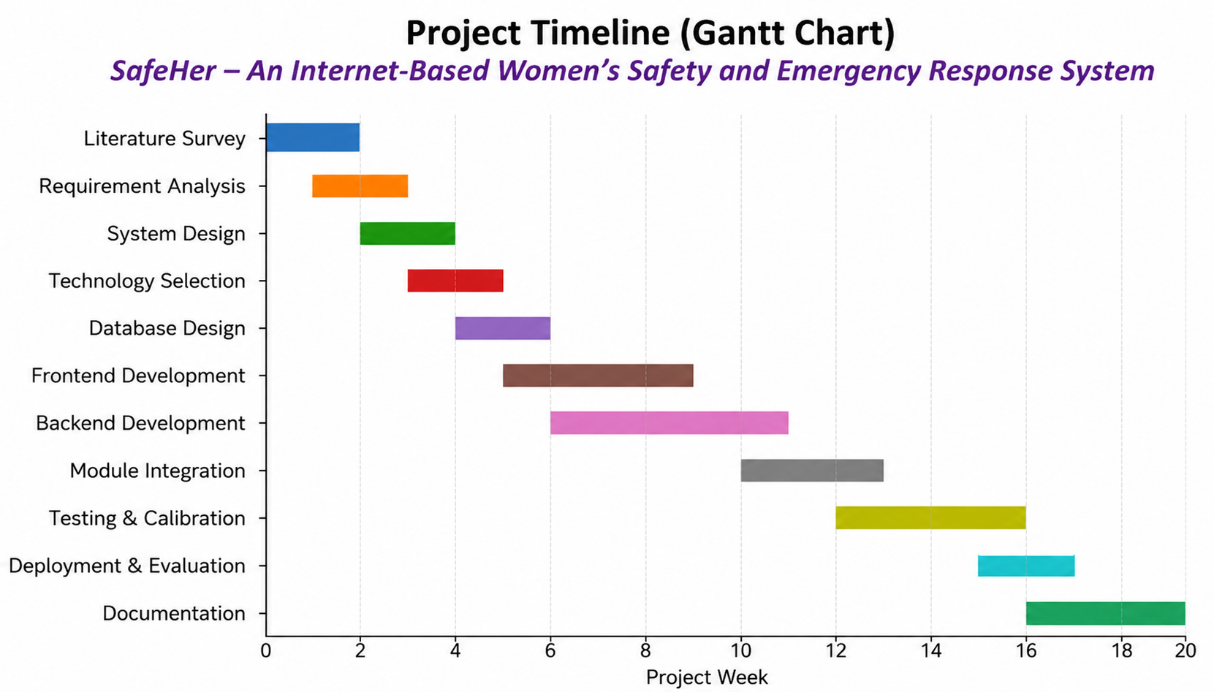 Project Timeline (Gantt Chart)
SafeHer – An Internet-Based Women’s Safety and Emergency Response System
Literature Survey
Requirement Analysis
System Design
Technology Selection
Database Design
Frontend Development
Backend Development
Module Integration
Testing & Calibration
Deployment & Evaluation
Documentation
0 2 4 6 8 10 12 14 16 18 20
Project Week